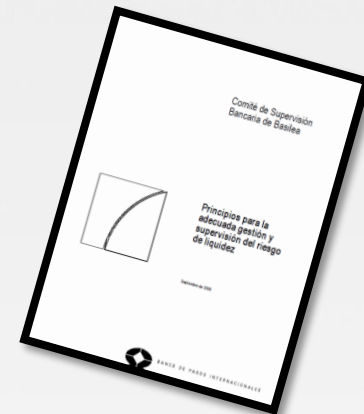 Comité de Supervisión
Bancaria de Basilea
Principios para la
adecuada gestión y
supervisión del riesgo
de liquidez
BANCO DE PAGOS INTERNACIONALES